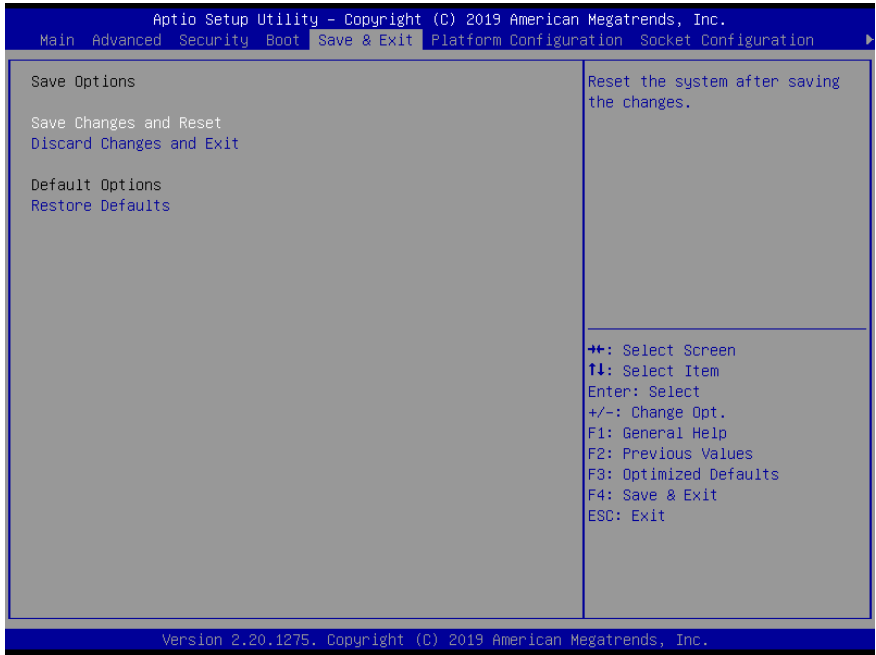 Aptio Setup Utility – Copyright (C) 2019 American Megatrends, Inc.
Main Advanced Security Boot Save & Exit Platform Configuration Socket Configuration ▶
Save Options
Save Changes and Reset
Discard Changes and Exit
Default Options
Restore Defaults
Reset the system after saving
the changes.
→←: Select Screen
↑↓: Select Item
Enter: Select
+/-: Change Opt.
F1: General Help
F2: Previous Values
F3: Optimized Defaults
F4: Save & Exit
ESC: Exit
Version 2.20.1275. Copyright (C) 2019 American Megatrends, Inc.